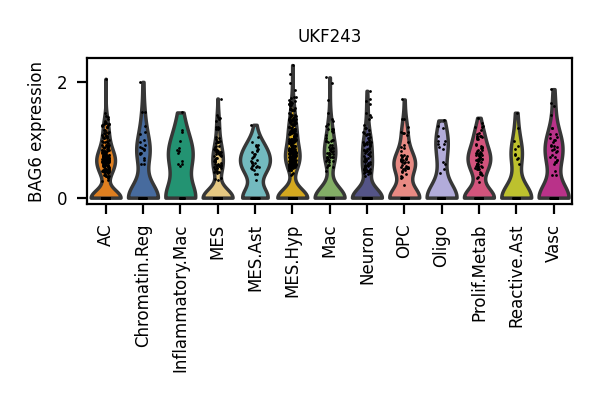 UKF243
BAG6 expression
2
0
AC
Chromatin.Reg
Inflammatory.Mac
MES
MES.Ast
MES.Hyp
Mac
Neuron
OPC
Oligo
Prolif.Metab
Reactive.Ast
Vasc